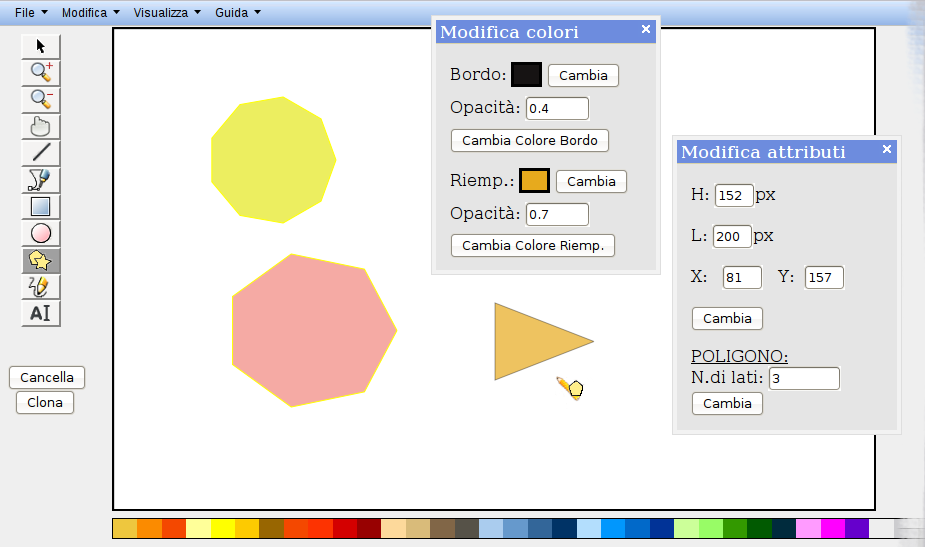 File Modifica Visualizza Guida
Modifica colori
Bordo: Cambia
Opacità: 0.4
Cambia Colore Bordo
Riemp.: Cambia
Opacità: 0.7
Cambia Colore Riemp.
Modifica attributi
H: 152 px
L: 200 px
X: 81 Y: 157
Cambia
POLIGONO:
N.di lati: 3
Cambia
AI
Cancella
Clona